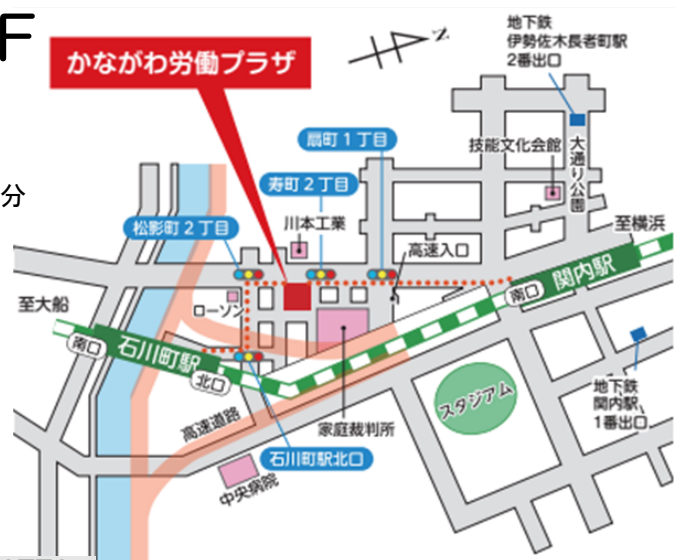 F
かながわ労働プラザ
N
地下鉄
伊勢佐木長者町駅
2番出口
扇町1丁目
技能文化会館
大通り公園
分
寿町2丁目
松影町2丁目
川本工業
高速入口
至横浜
関内駅
南口
至大船
ローソン
南口
石川町駅
北口
スタジアム
地下鉄
関内駅
1番出口
高速道路
家庭裁判所
石川町駅北口
中央病院